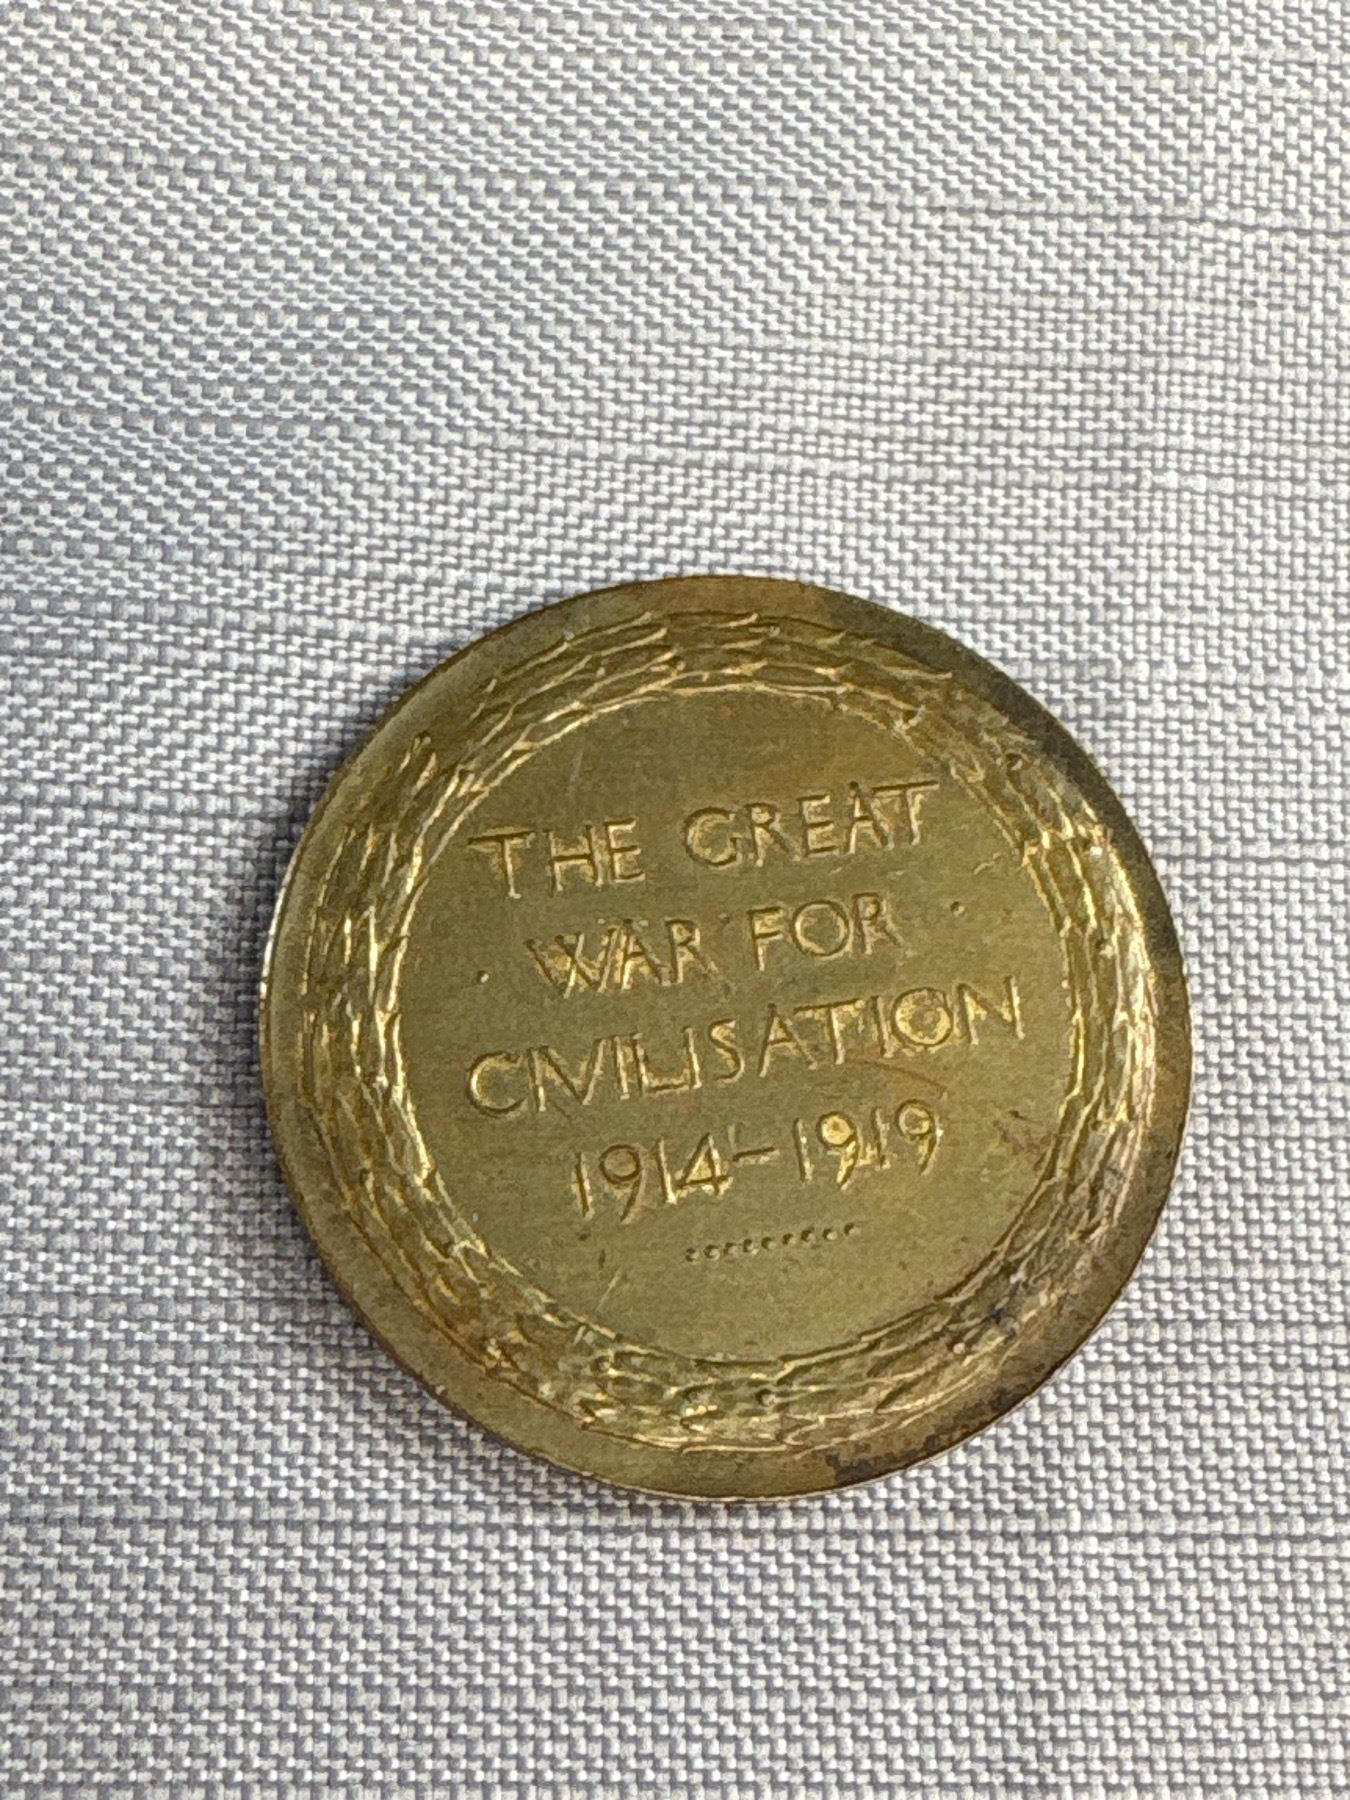 THE GREAT
WAR FOR
CIVILISATION
1914–1919